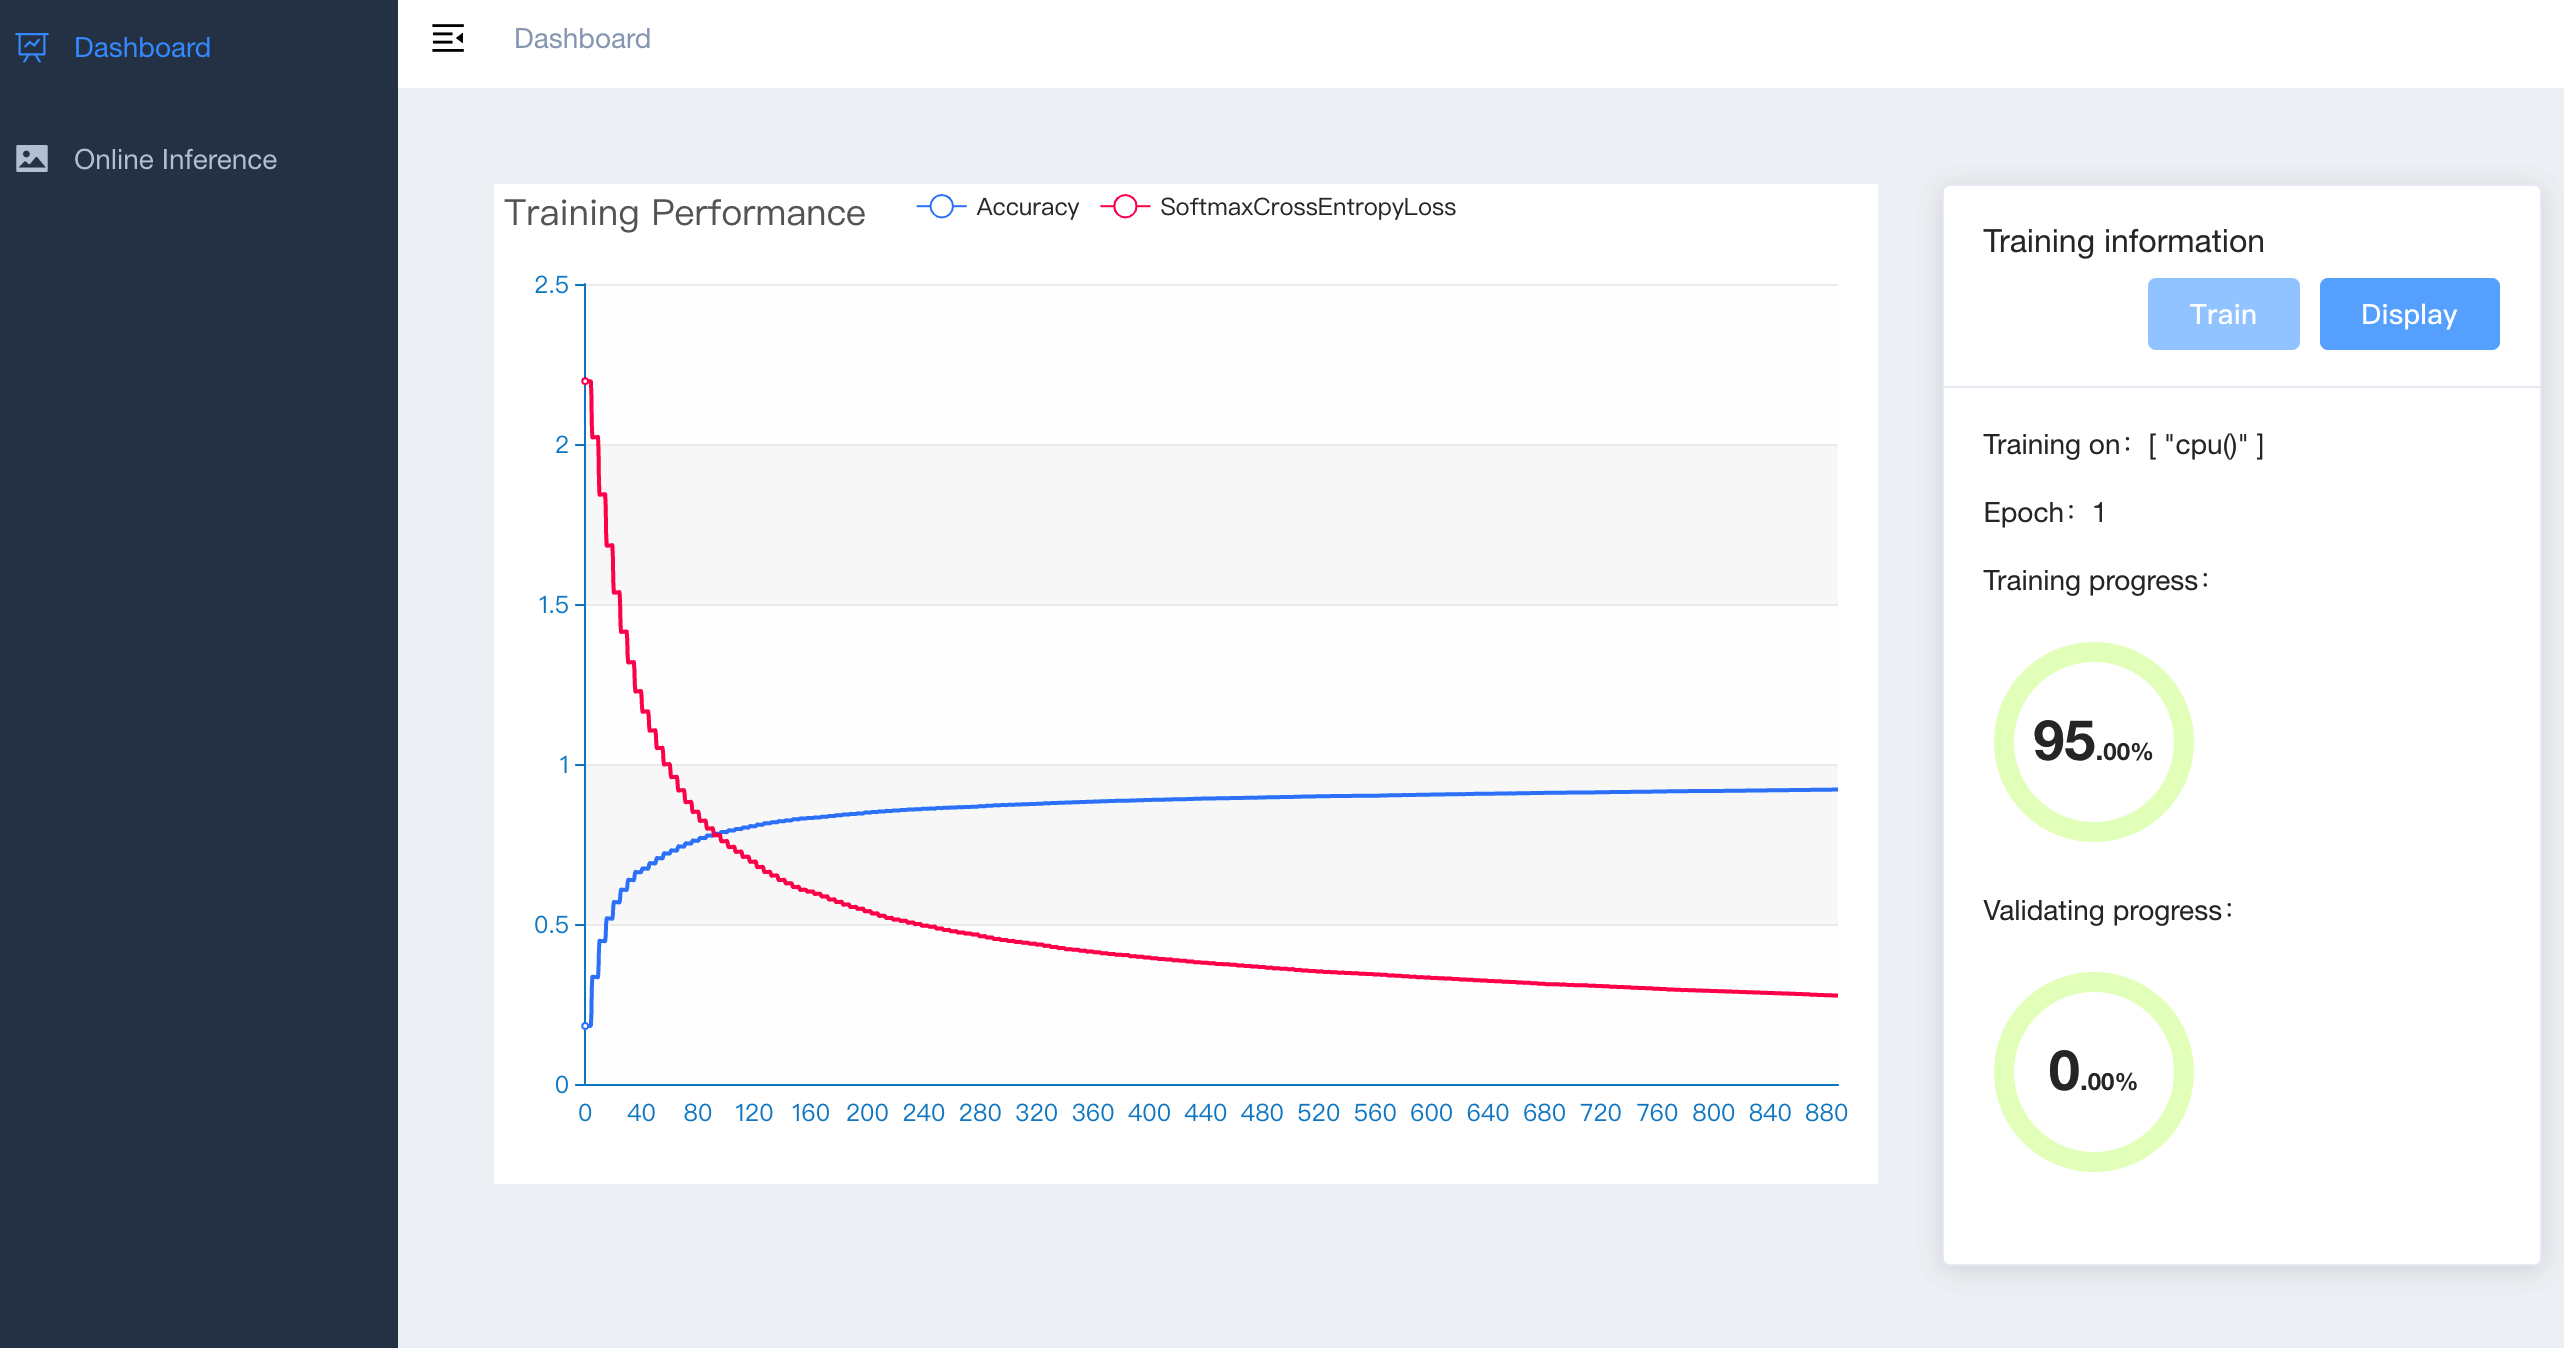 Dashboard
Online Inference
Dashboard
Training Performance
Accuracy
SoftmaxCrossEntropyLoss
2.5
2
1.5
1
0.5
0
0 40 80 120 160 200 240 280 320 360 400 440 480 520 560 600 640 680 720 760 800 840 880
Training information
Train
Display
Training on： [ "cpu()" ]
Epoch： 1
Training progress：
95.00%
Validating progress：
0.00%